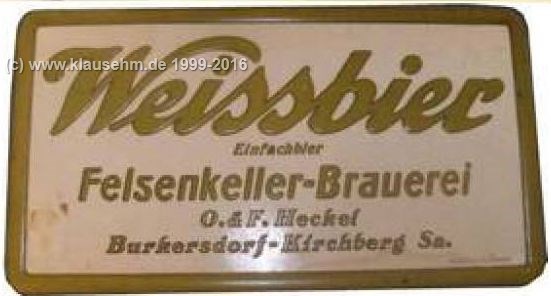 Weissbier
(c) www.klausehm.de 1999-2016
Einfachbier
Felsenkeller-Brauerei
O. & F. Heckel
Burkersdorf-Kirchberg Sa.